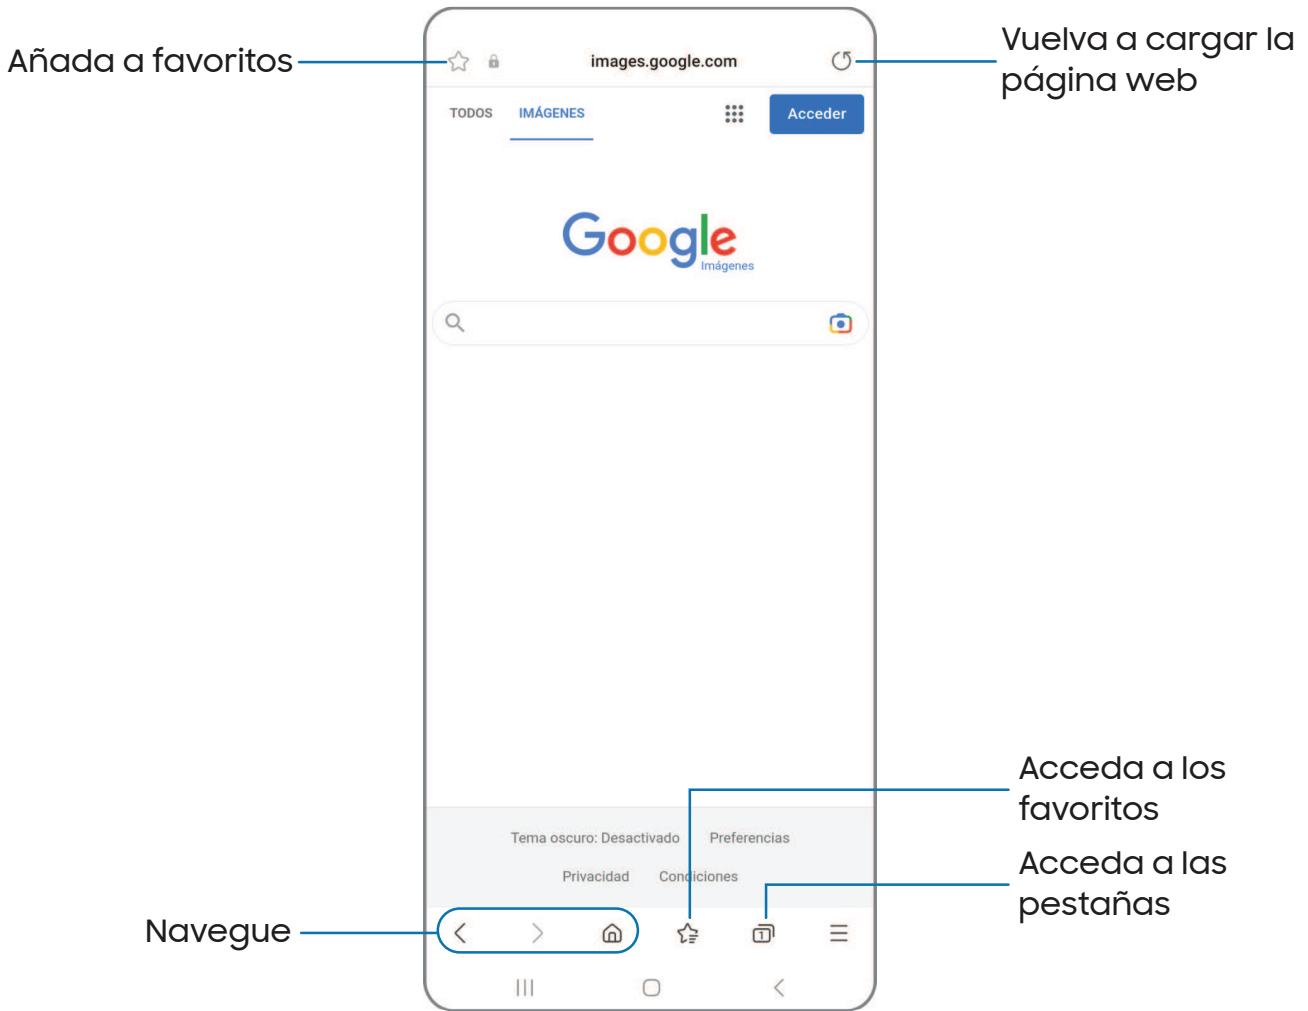 Añada a favoritos
images.google.com
Vuelva a cargar la
página web
TODOS IMÁGENES
Acceder
Google
Imágenes
Acceda a los
favoritos
Tema oscuro: Desactivado Preferencias
Privacidad Condiciones
Acceda a las
pestañas
Navegue
1